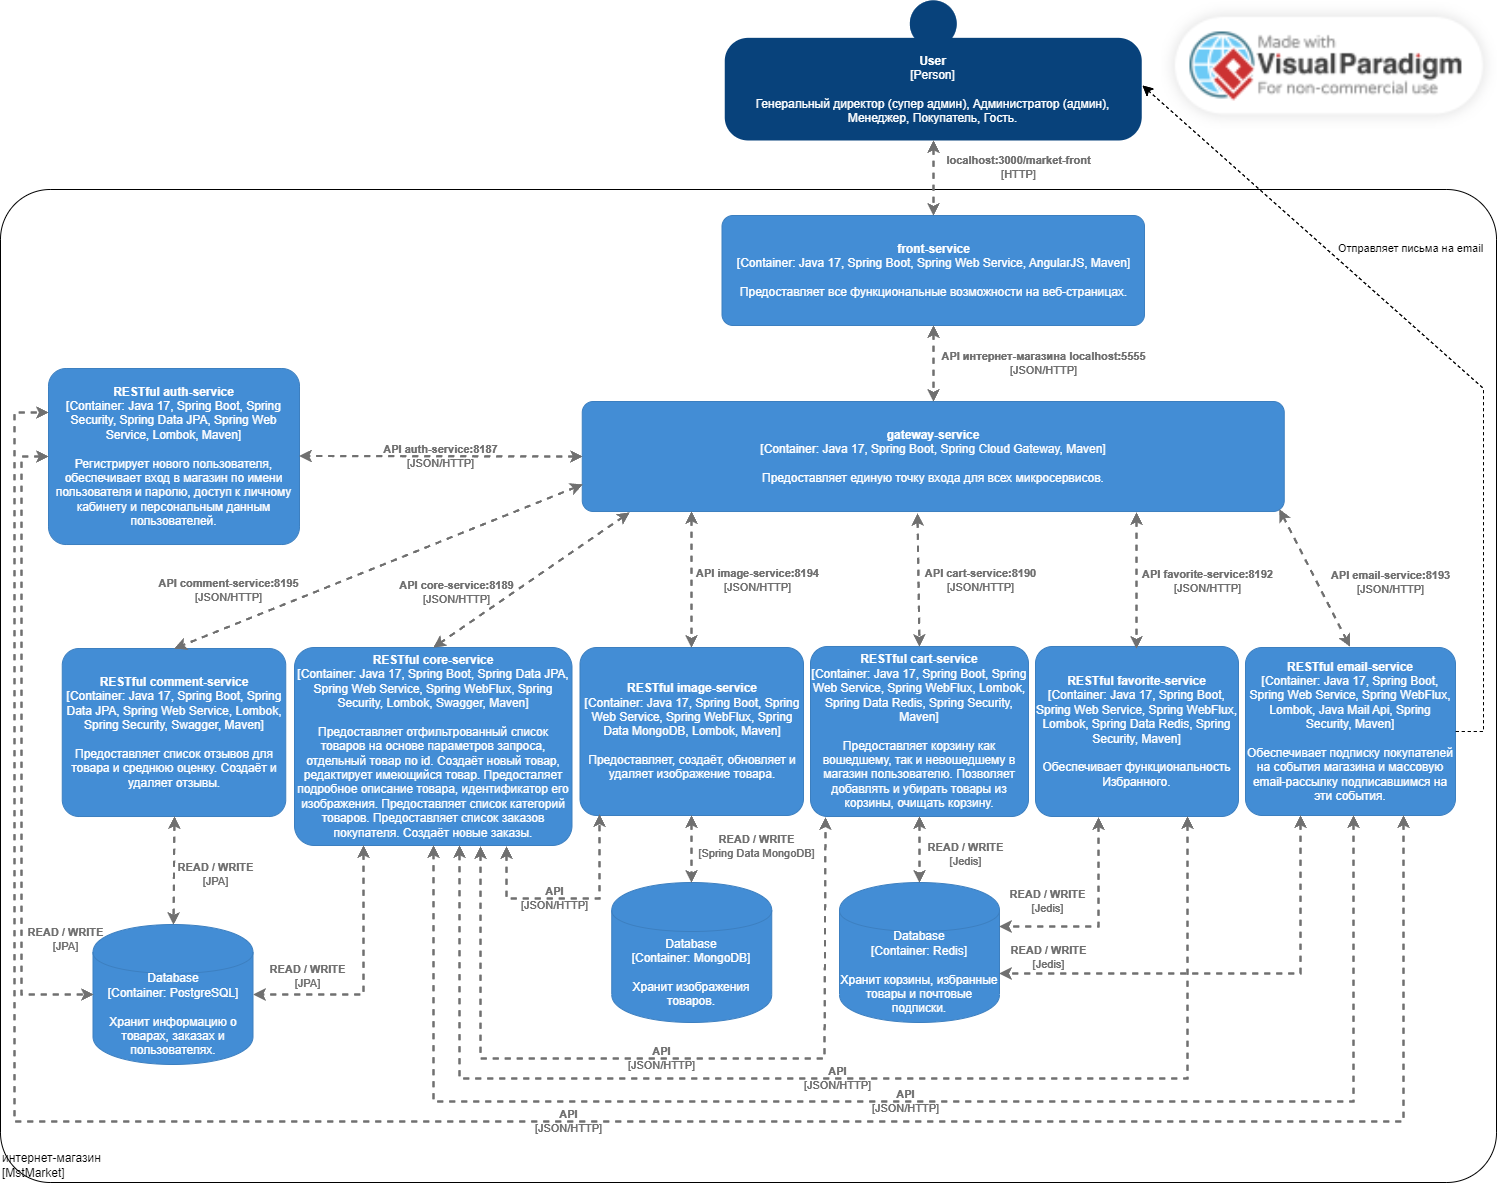 User
[Person]
Генеральный директор (супер админ), Администратор (админ),
Менеджер, Покупатель, Гость.
Made with
Visual Paradigm
For non-commercial use
localhost:3000/market-front
[HTTP]
front-service
[Container: Java 17, Spring Boot, Spring Web Service, AngularJS, Maven]
Предоставляет все функциональные возможности на веб-страницах.
Отправляет письма на email
API интернет-магазина localhost:5555
[JSON/HTTP]
RESTful auth-service
[Container: Java 17, Spring Boot, Spring
Security, Spring Data JPA, Spring Web
Service, Lombok, Maven]
Регистрирует нового пользователя,
обеспечивает вход в магазин по имени
пользователя и паролю, доступ к личному
кабинету и персональным данным
пользователей.
API auth-service:8187
[JSON/HTTP]
gateway-service
[Container: Java 17, Spring Boot, Spring Cloud Gateway, Maven]
Предоставляет единую точку входа для всех микросервисов.
API comment-service:8195
[JSON/HTTP]
API core-service:8189
[JSON/HTTP]
API image-service:8194
[JSON/HTTP]
API cart-service:8190
[JSON/HTTP]
API favorite-service:8192
[JSON/HTTP]
API email-service:8193
[JSON/HTTP]
RESTful comment-service
[Container: Java 17, Spring Boot, Spring
Data JPA, Spring Web Service, Lombok,
Spring Security, Swagger, Maven]
Предоставляет список отзывов для
товара и среднюю оценку. Создаёт и
удаляет отзывы.
RESTful core-service
[Container: Java 17, Spring Boot, Spring Data JPA,
Spring Web Service, Spring WebFlux, Spring
Security, Lombok, Swagger, Maven]
Предоставляет отфильтрованный список
товаров на основе параметров запроса,
отдельный товар по id. Создаёт новый товар,
редактирует имеющийся товар. Предосталяет
подробное описание товара, идентификатор его
изображения. Предоставляет список категорий
товаров. Предоставляет список заказов
покупателя. Создаёт новые заказы.
RESTful image-service
[Container: Java 17, Spring Boot, Spring
Web Service, Spring WebFlux, Spring
Data MongoDB, Lombok, Maven]
Предоставляет, создаёт, обновляет и
удаляет изображение товара.
RESTful cart-service
[Container: Java 17, Spring Boot, Spring
Web Service, Spring WebFlux, Lombok,
Spring Data Redis, Spring Security,
Maven]
Предоставляет корзину как
вошедшему, так и невошедшему в
магазин пользователю. Позволяет
добавлять и убирать товары из
корзины, очищать корзину.
RESTful favorite-service
[Container: Java 17, Spring Boot,
Spring Web Service, Spring WebFlux,
Lombok, Spring Data Redis, Spring
Security, Maven]
Обеспечивает функциональность
Избранного.
RESTful email-service
[Container: Java 17, Spring Boot,
Spring Web Service, Spring WebFlux,
Lombok, Java Mail Api, Spring
Security, Maven]
Обеспечивает подписку покупателей
на события магазина и массовую
email-рассылку подписавшимся на
эти события.
READ / WRITE
[JPA]
READ / WRITE
[JPA]
READ / WRITE
[JPA]
API
[JSON/HTTP]
READ / WRITE
[Spring Data MongoDB]
READ / WRITE
[Jedis]
READ / WRITE
[Jedis]
READ / WRITE
[Jedis]
Database
[Container: PostgreSQL]
Хранит информацию о
товарах, заказах и
пользователях.
Database
[Container: MongoDB]
Хранит изображения
товаров.
Database
[Container: Redis]
Хранит корзины, избранные
товары и почтовые
подписки.
API
[JSON/HTTP]
API
[JSON/HTTP]
API
[JSON/HTTP]
API
[JSON/HTTP]
интернет-магазин
[MstMarket]